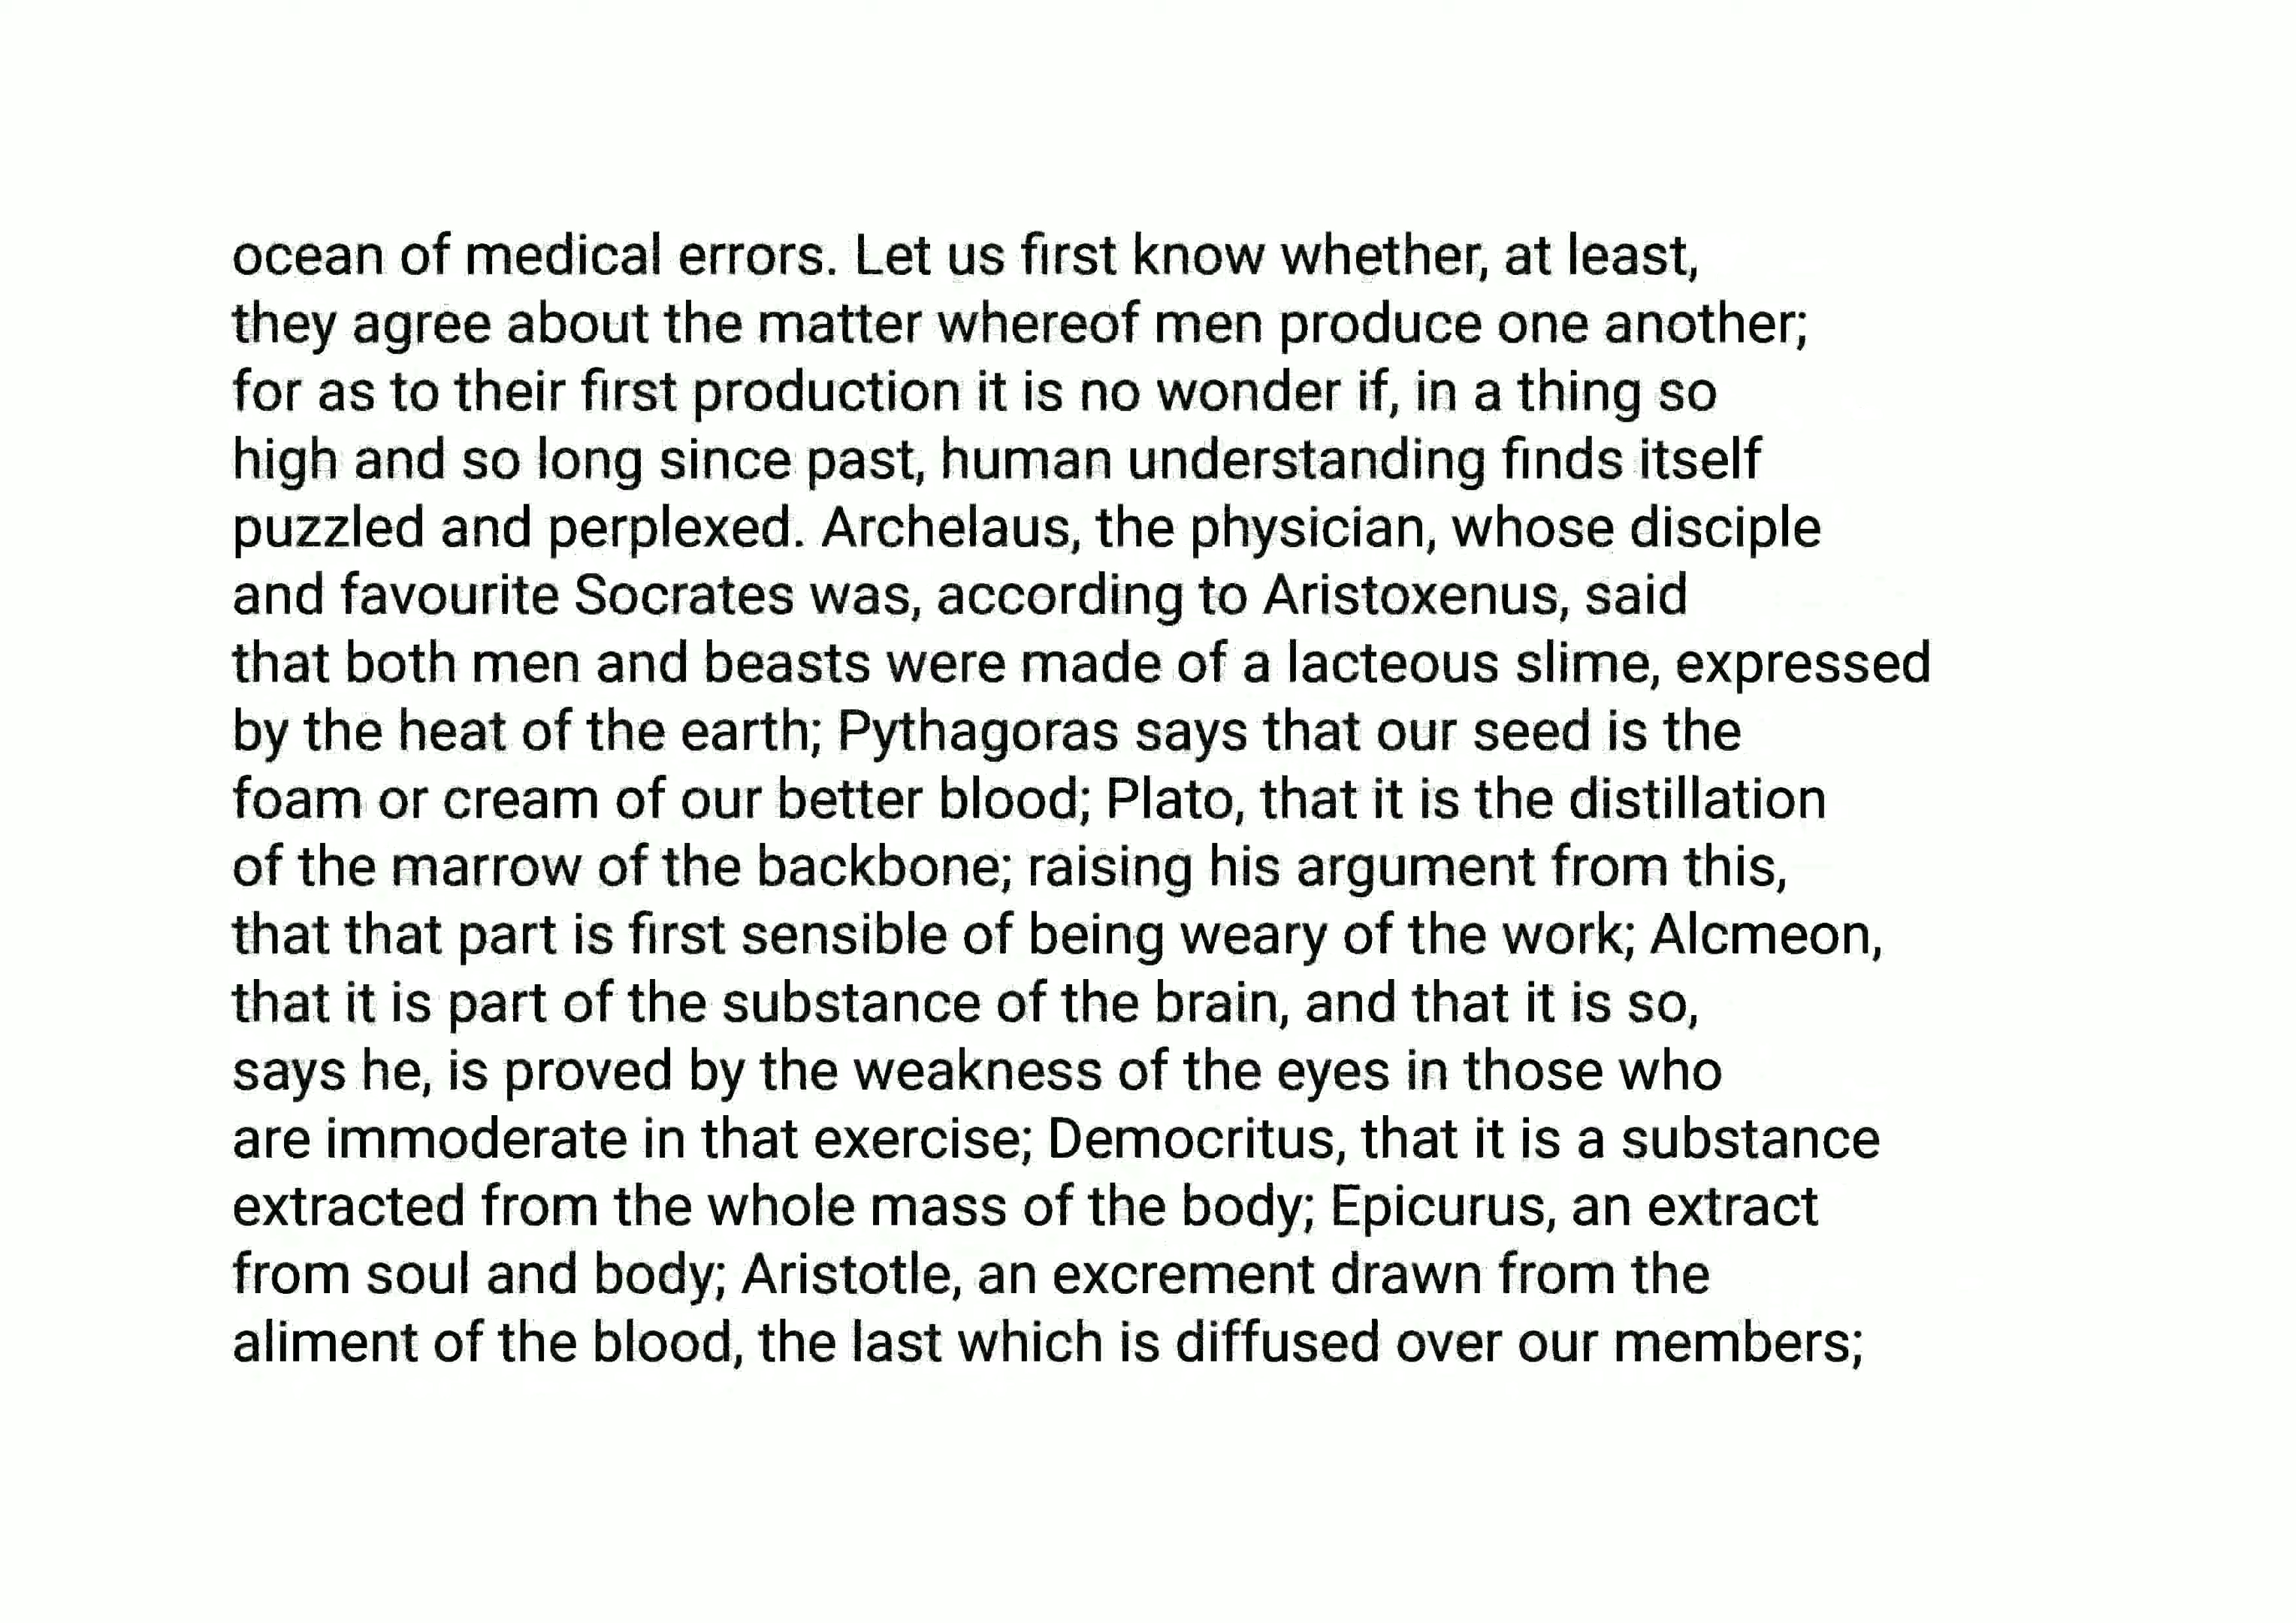 ocean of medical errors. Let us first know whether, at least,
they agree about the matter whereof men produce one another;
for as to their first production it is no wonder if, in a thing so
high and so long since past, human understanding finds itself
puzzled and perplexed. Archelaus, the physician, whose disciple
and favourite Socrates was, according to Aristoxenus, said
that both men and beasts were made of a lacteous slime, expressed
by the heat of the earth; Pythagoras says that our seed is the
foam or cream of our better blood; Plato, that it is the distillation
of the marrow of the backbone; raising his argument from this,
that that part is first sensible of being weary of the work; Alcmeon,
that it is part of the substance of the brain, and that it is so,
says he, is proved by the weakness of the eyes in those who
are immoderate in that exercise; Democritus, that it is a substance
extracted from the whole mass of the body; Epicurus, an extract
from soul and body; Aristotle, an excrement drawn from the
aliment of the blood, the last which is diffused over our members;